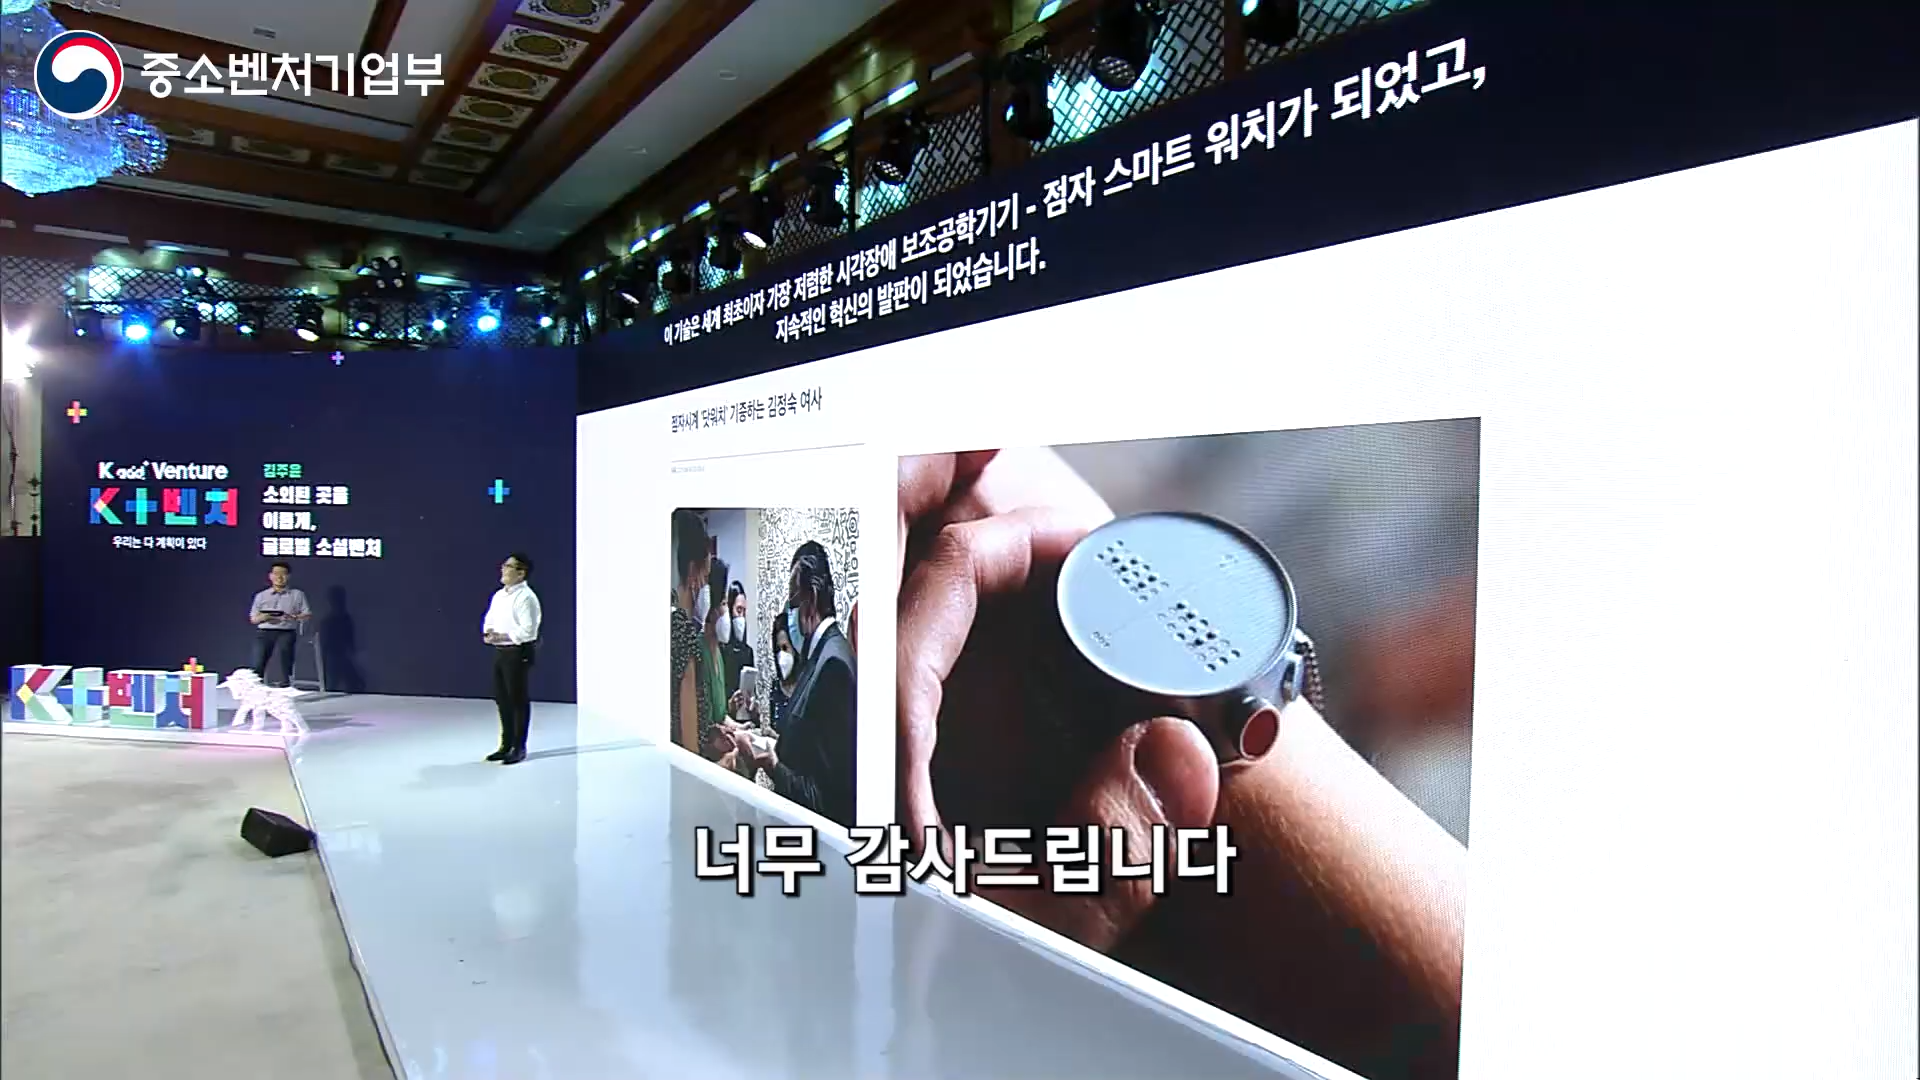 중소벤처기업부
이 기술은 세계 최초이자 가장 저렴한 시각장애 보조공학기기 - 점자 스마트 워치가 되었고,
지속적인 혁신의 발판이 되었습니다.
점자시계 '닷워치' 기증하는 김정숙 여사
K add+ Venture
K+벤처
우리는 다 계획이 있다
김주윤
소외된 곳을
이롭게,
글로벌 소셜벤처
K+벤처
너무 감사드립니다